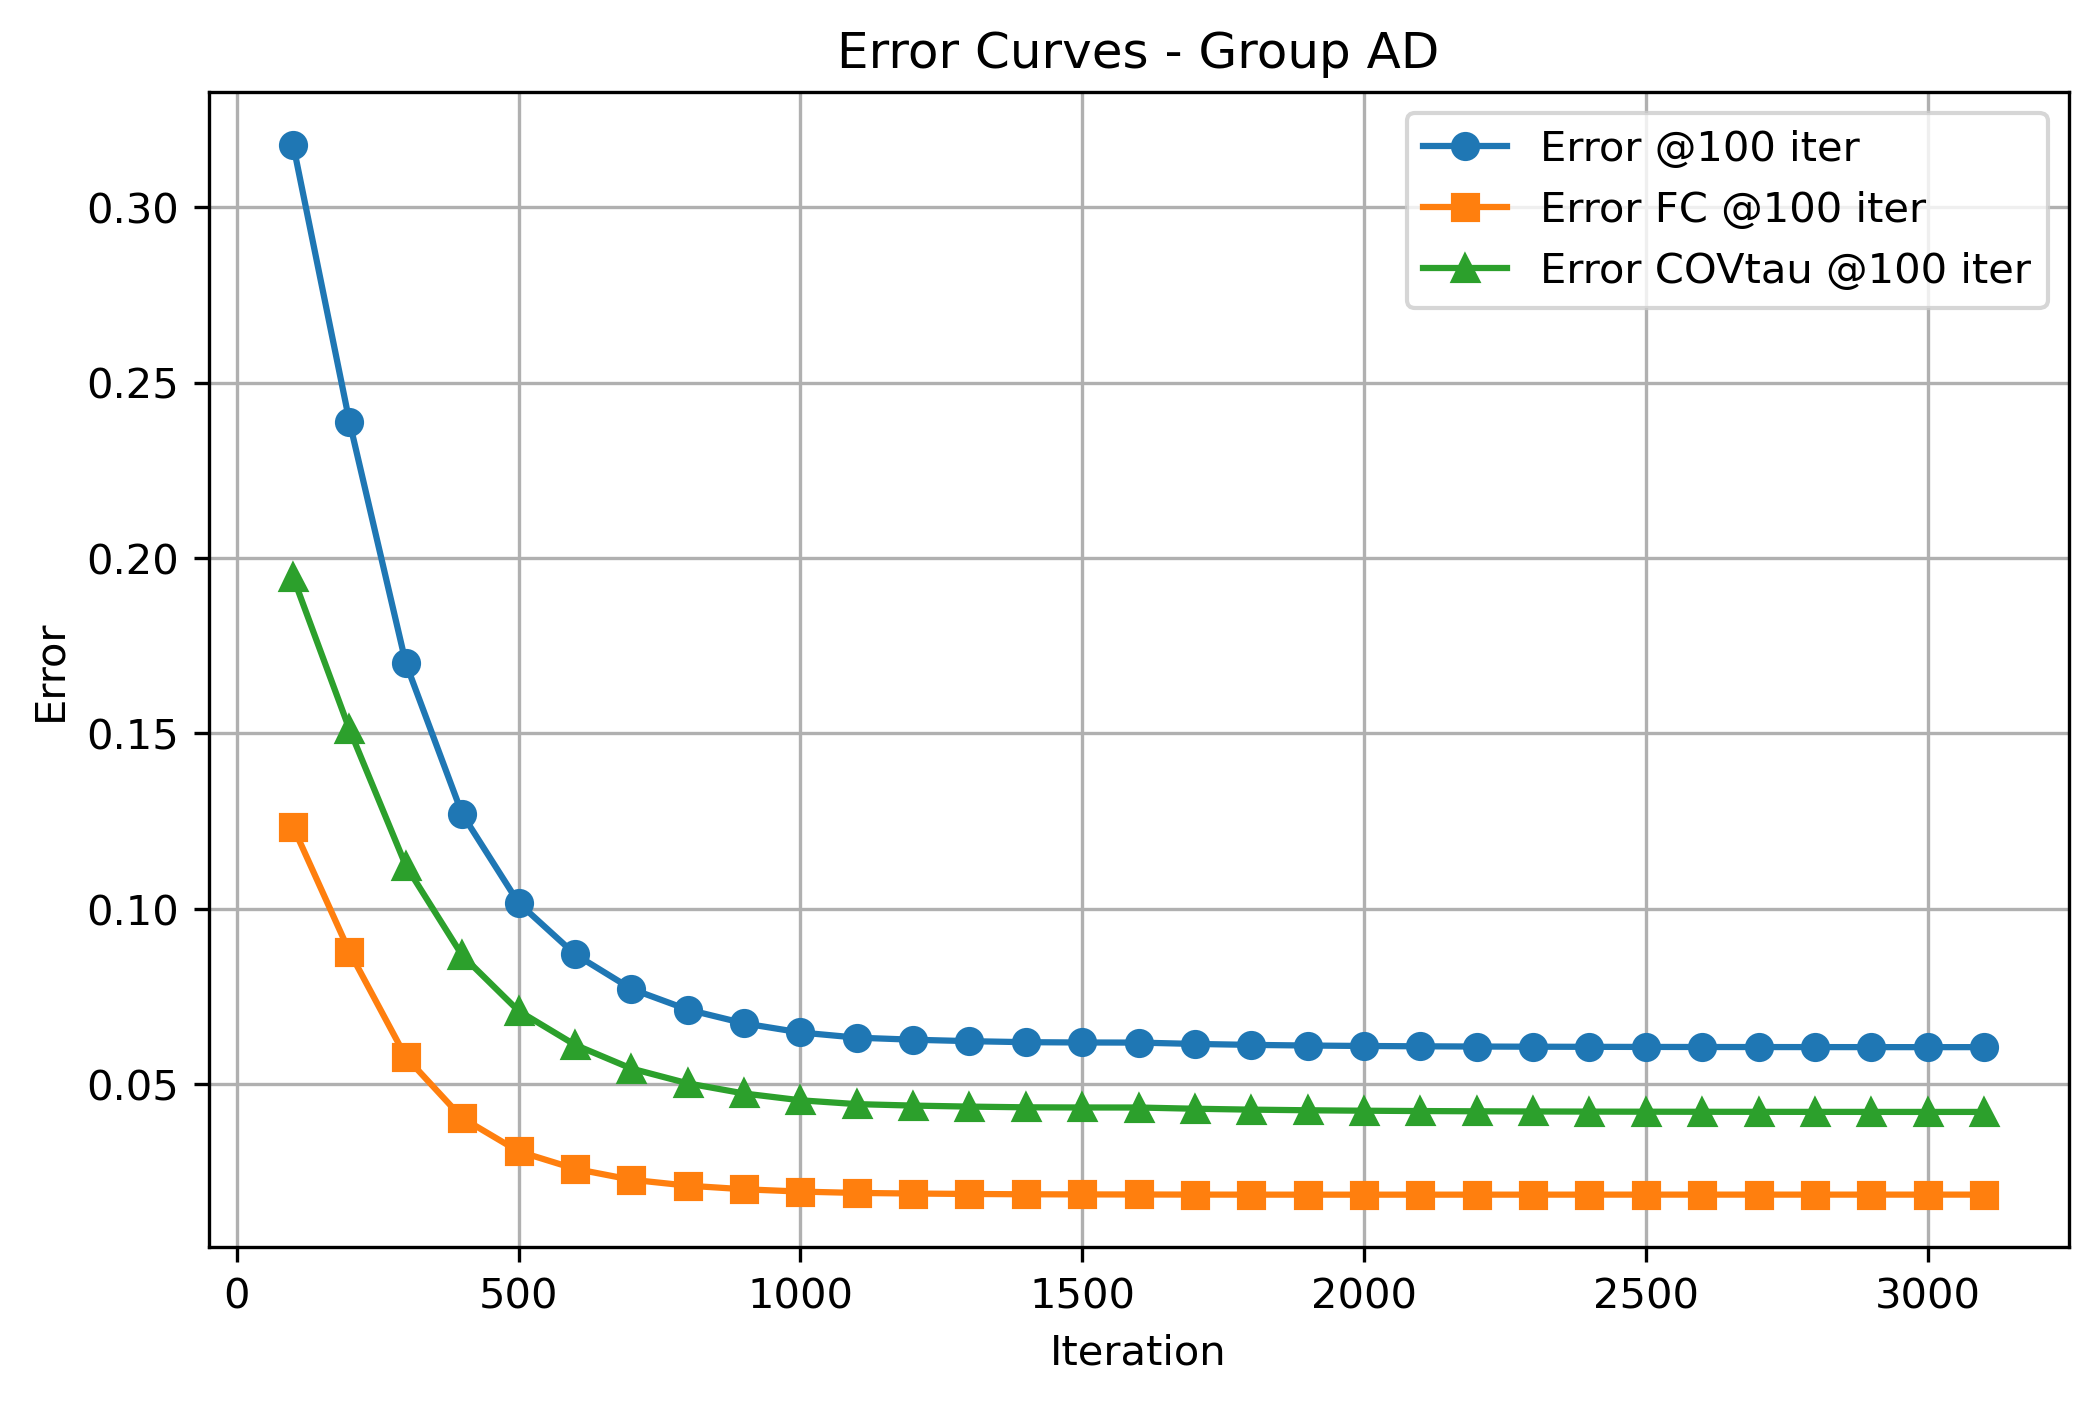 Error Curves - Group AD
Error @100 iter
Error FC @100 iter
Error COVtau @100 iter
Error
0.30
0.25
0.20
0.15
0.10
0.05
0 500 1000 1500 2000 2500 3000
Iteration